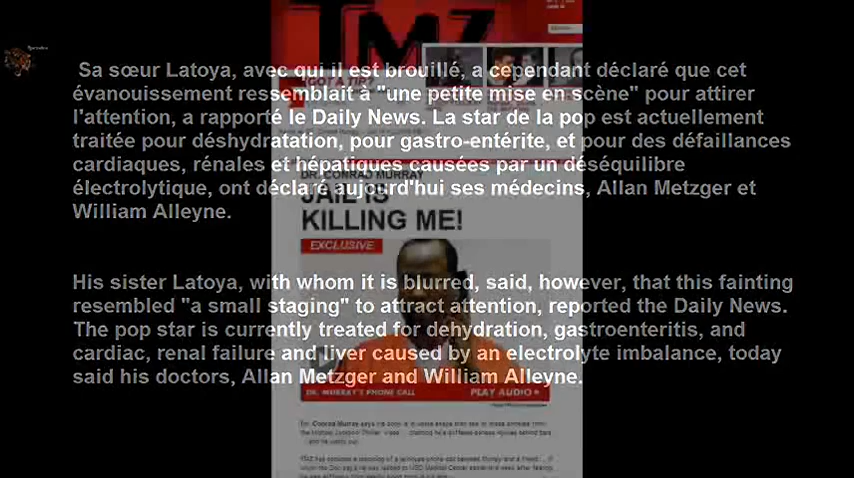 TMZ
GOT A TIP?
Sa sœur Latoya, avec qui il est brouillé, a cependant déclaré que cet
évanouissement ressemblait à "une petite mise en scène" pour attirer
l'attention, a rapporté le Daily News. La star de la pop est actuellement
traitée pour déshydratation, pour gastro-entérite, et pour des défaillances
cardiaques, rénales et hépatiques causées par un déséquilibre
électrolytique, ont déclaré aujourd'hui ses médecins, Allan Metzger et
William Alleyne.
DR. CONRAD MURRAY
JAIL IS
KILLING ME!
EXCLUSIVE
His sister Latoya, with whom it is blurred, said, however, that this fainting
resembled "a small staging" to attract attention, reported the Daily News.
The pop star is currently treated for dehydration, gastroenteritis, and
cardiac, renal failure and liver caused by an electrolyte imbalance, today
said his doctors, Allan Metzger and William Alleyne.
DR. MURRAY'S PHONE CALL
PLAY AUDIO